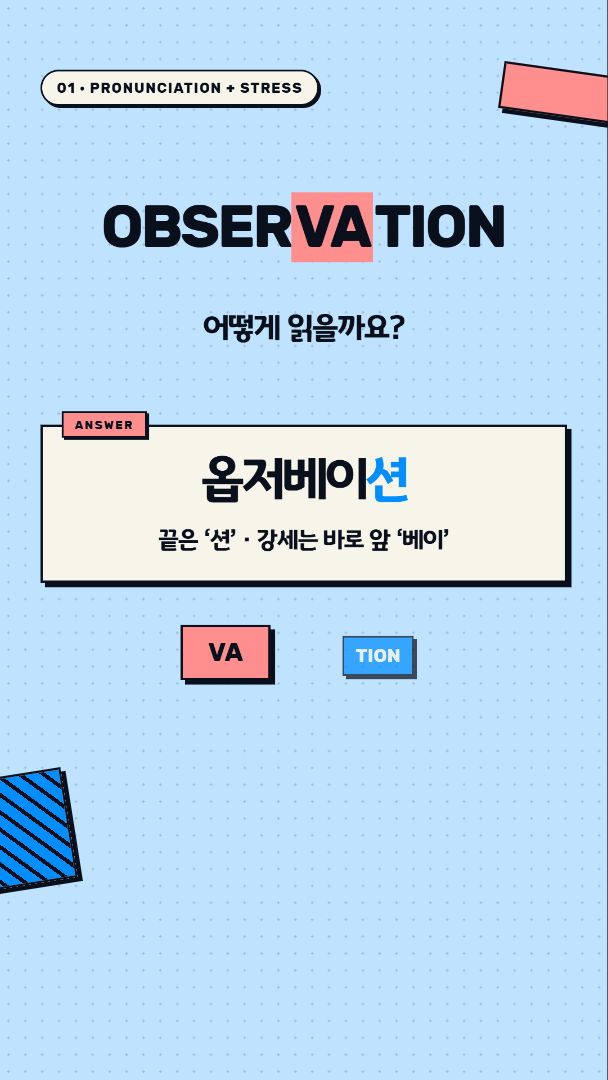 01 • PRONUNCIATION + STRESS
OBSERVATION
어떻게 읽을까요?
ANSWER
옵저베이션
끝은 ‘션’ · 강세는 바로 앞 ‘베이’
VA
TION